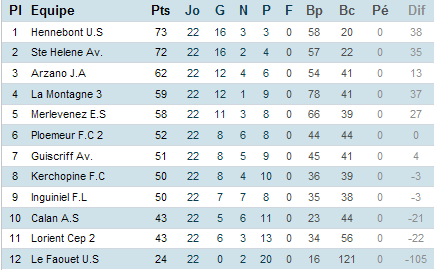 Pl Equipe Pts Jo G N P F Bp Bc Pé Dif
1 Hennebont U.S 73 22 16 3 3 0 58 20 0 38
2 Ste Helene Av. 72 22 16 2 4 0 57 22 0 35
3 Arzano J.A 62 22 12 4 6 0 54 41 0 13
4 La Montagne 3 59 22 12 1 9 0 78 41 0 37
5 Merlevenez E.S 58 22 11 3 8 0 66 39 0 27
6 Ploemeur F.C 2 52 22 8 6 8 0 44 44 0 0
7 Guiscriff Av. 51 22 8 5 9 0 45 41 0 4
8 Kerchopine F.C 50 22 8 4 10 0 36 39 0 -3
9 Inguiniel F.L 50 22 7 7 8 0 35 38 0 -3
10 Calan A.S 43 22 5 6 11 0 23 44 0 -21
11 Lorient Cep 2 43 22 6 3 13 0 34 56 0 -22
12 Le Faouet U.S 24 22 0 2 20 0 16 121 0 -105